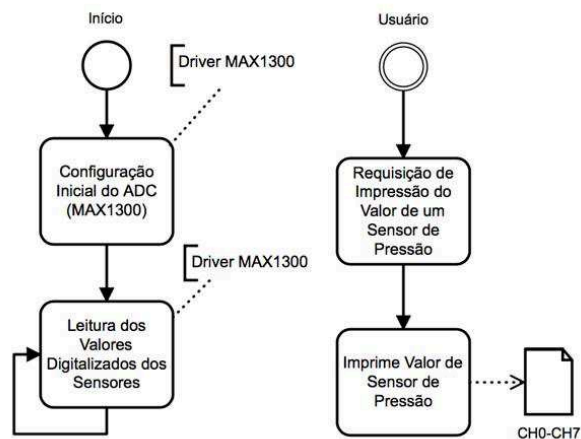 Início
Driver MAX1300
Configuração
Inicial do ADC
(MAX1300)
Driver MAX1300
Leitura dos
Valores
Digitalizados dos
Sensores
Usuário
Requisição de
Impressão do
Valor de um
Sensor de
Pressão
Imprime Valor de
Sensor de
Pressão
CH0-CH7